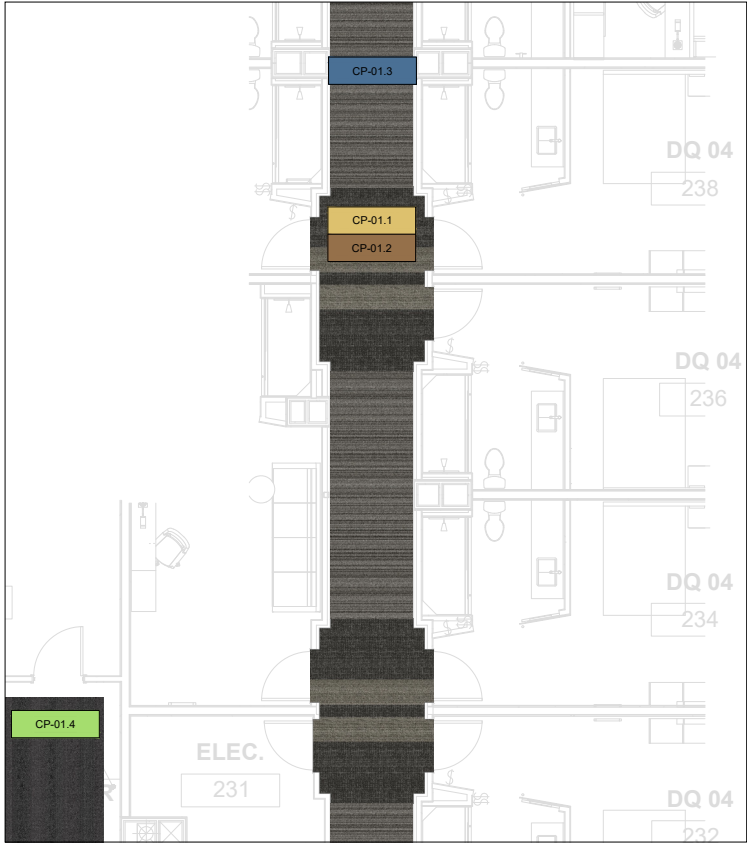 CP-01.3
DQ 04
238
CP-01.1
CP-01.2
DQ 04
236
DQ 04
234
CP-01.4
ELEC.
231
DQ 04
232